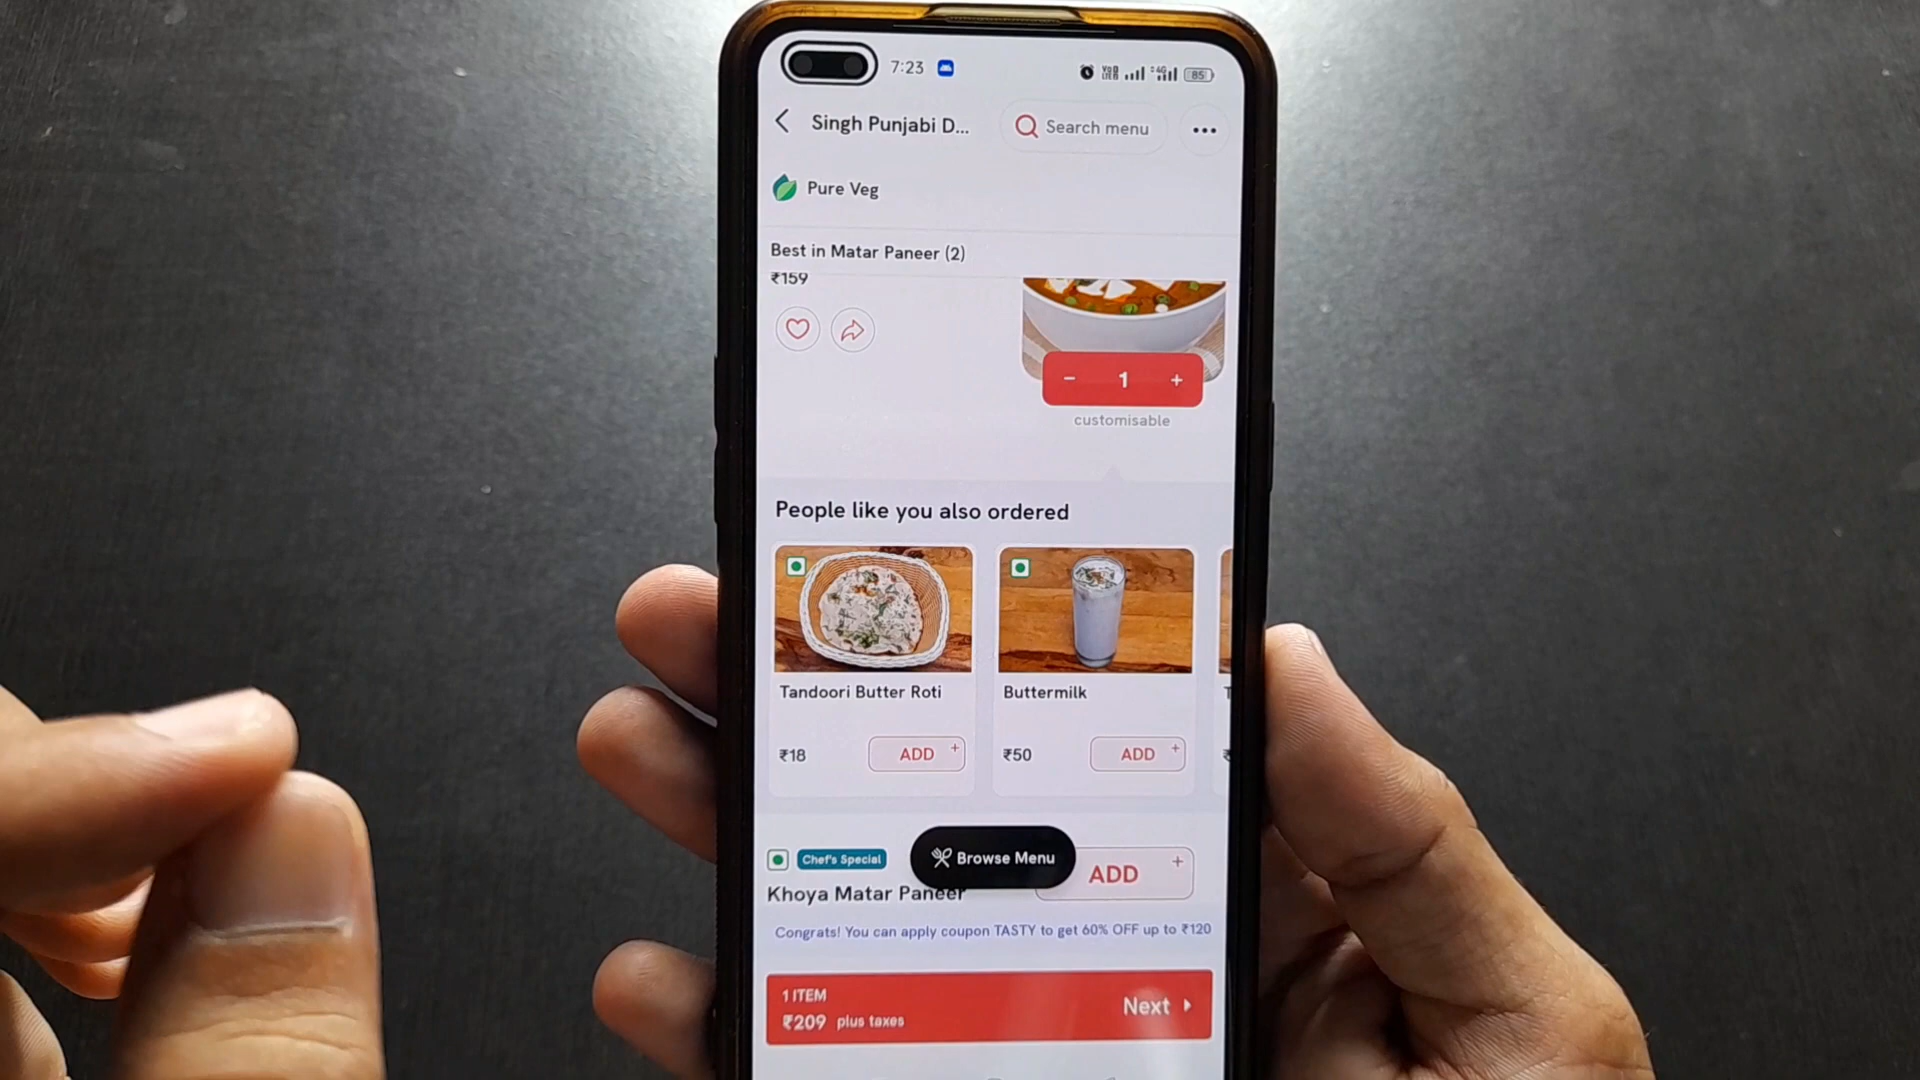 7:23
4G
85
Singh Punjabi D...
Search menu
Pure Veg
Best in Matar Paneer (2)
₹159
- 1 +
customisable
People like you also ordered
Tandoori Butter Roti
₹18
ADD +
Buttermilk
₹50
ADD +
Chef's Special
Khoya Matar Paneer
Browse Menu
ADD +
Congrats! You can apply coupon TASTY to get 60% OFF up to ₹120
1 ITEM
₹209 plus taxes
Next